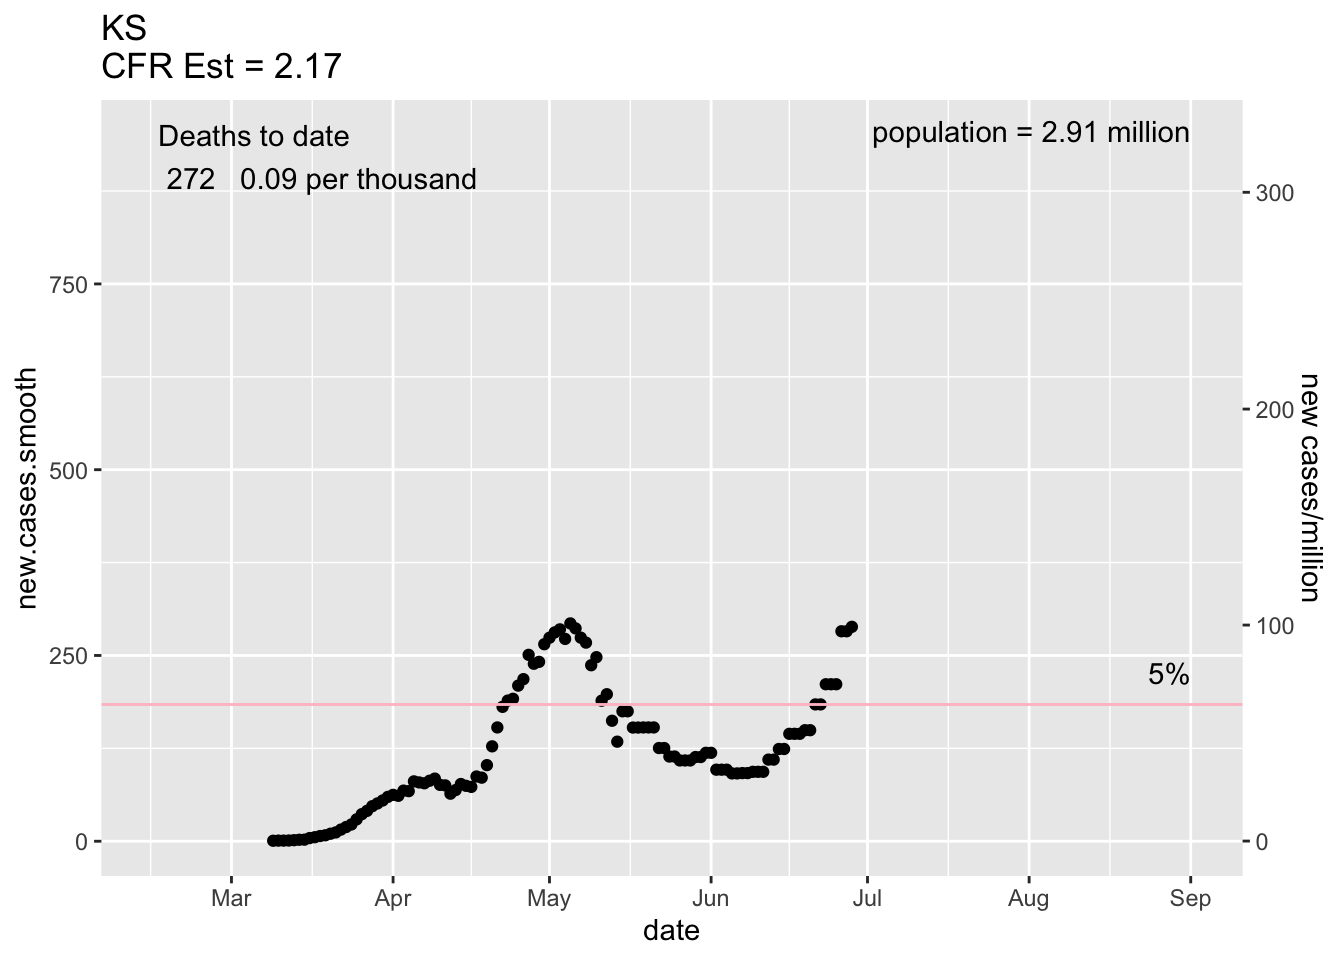 KS
CFR Est = 2.17
Deaths to date
272 0.09 per thousand
population = 2.91 million
300
750
200
500
100
250
5%
0
0
new.cases.smooth
new cases/million
Mar Apr May Jun Jul Aug Sep
date